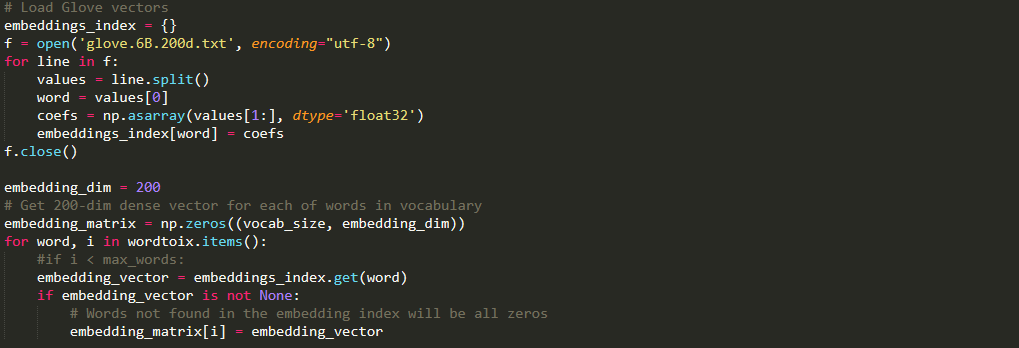 # Load Glove vectors
embeddings_index = {}
f = open('glove.6B.200d.txt', encoding="utf-8")
for line in f:
    values = line.split()
    word = values[0]
    coefs = np.asarray(values[1:], dtype='float32')
    embeddings_index[word] = coefs
f.close()

embedding_dim = 200
# Get 200-dim dense vector for each of words in vocabulary
embedding_matrix = np.zeros((vocab_size, embedding_dim))
for word, i in wordtoix.items():
    #if i < max_words:
    embedding_vector = embeddings_index.get(word)
    if embedding_vector is not None:
        # Words not found in the embedding index will be all zeros
        embedding_matrix[i] = embedding_vector